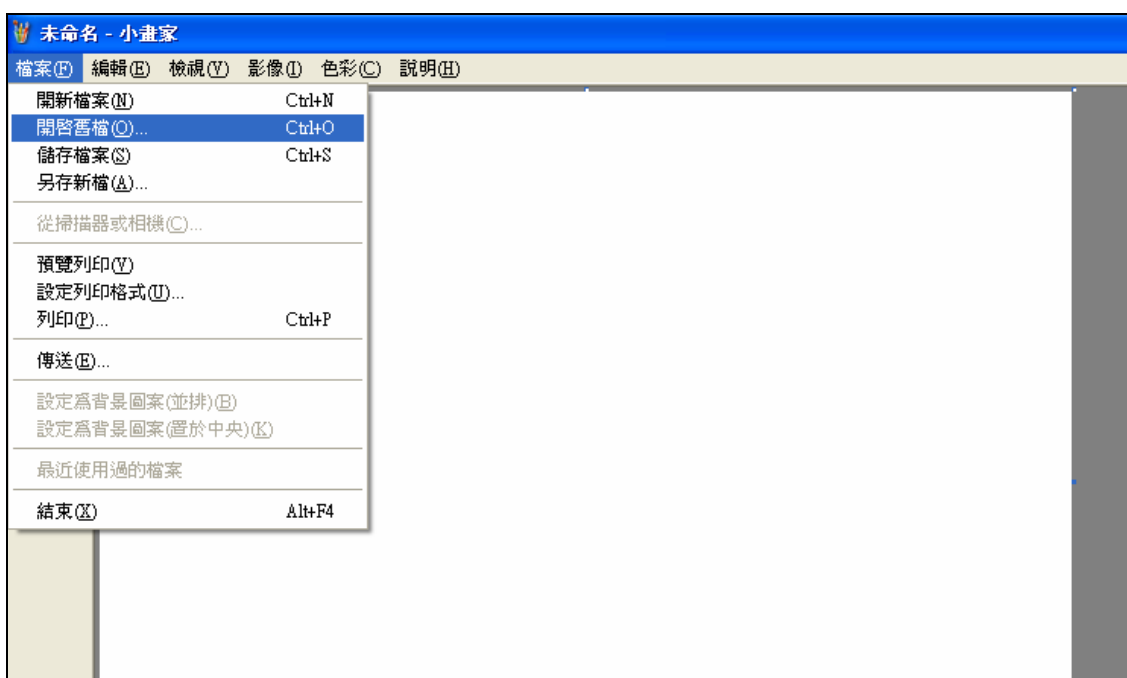 未命名 - 小畫家
檔案(F) 編輯(E) 檢視(V) 影像(I) 色彩(C) 說明(H)
開新檔案(N) Ctrl+N
開啓舊檔(O)... Ctrl+O
儲存檔案(S) Ctrl+S
另存新檔(A)...
從掃描器或相機(C)...
預覽列印(V)
設定列印格式(U)...
列印(P)... Ctrl+P
傳送(E)...
設定爲背景圖案(並排)(B)
設定爲背景圖案(置於中央)(K)
最近使用過的檔案
結束(X) Alt+F4